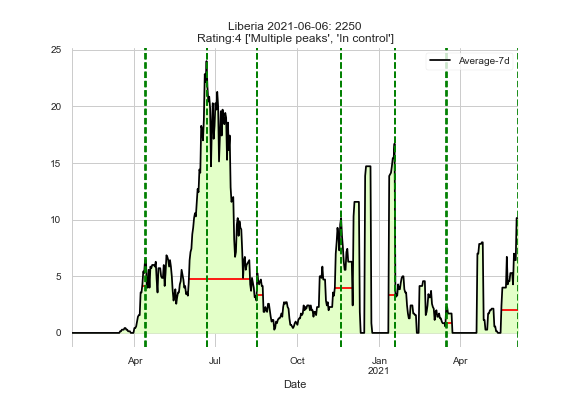 Liberia 2021-06-06: 2250
Rating:4 ['Multiple peaks', 'In control']
Average-7d
25
20
15
10
5
0
Apr
Jul
Oct
Jan
2021
Apr
Date